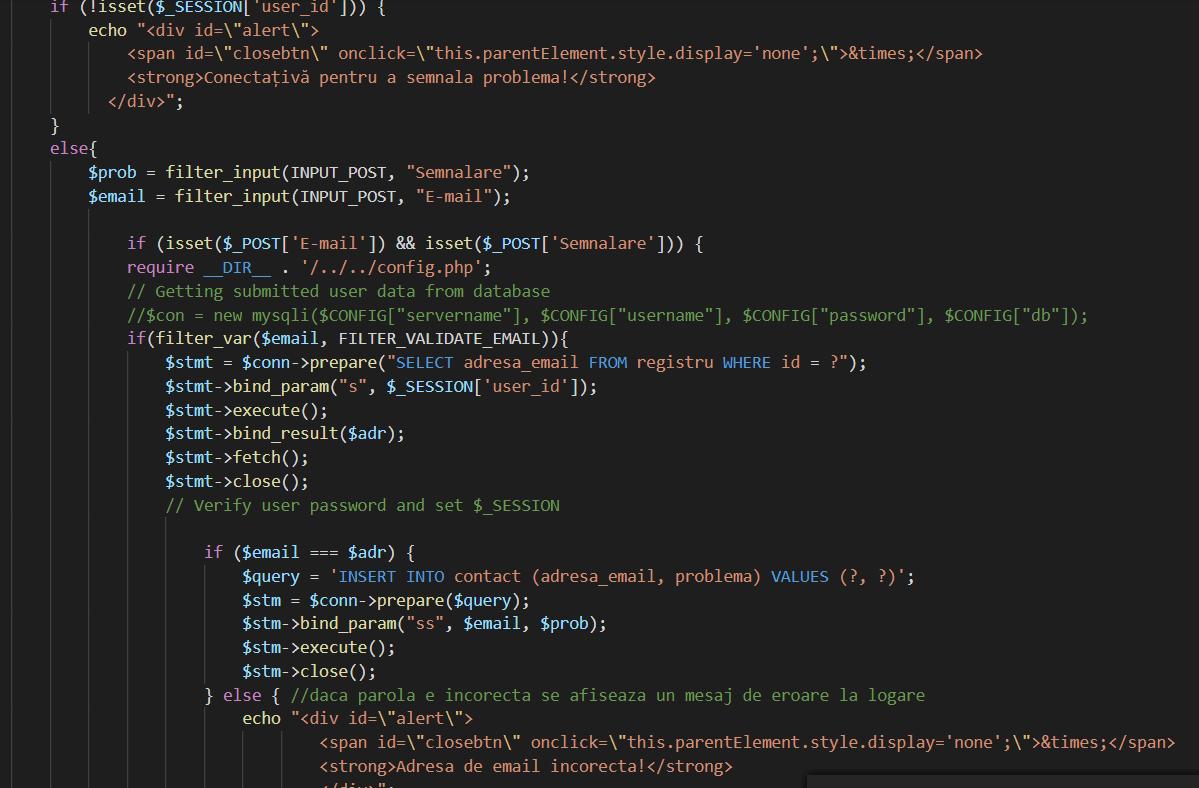 if (!isset($_SESSION['user_id'])) {
echo "<div id=\"alert\">
<span id=\"closebtn\" onclick=\"this.parentElement.style.display='none';\">&times;</span>
<strong>Conectațivă pentru a semnala problema!</strong>
</div>";
}
else{
$prob = filter_input(INPUT_POST, "Semnalare");
$email = filter_input(INPUT_POST, "E-mail");
if (isset($_POST['E-mail']) && isset($_POST['Semnalare'])) {
require __DIR__ . '/../../config.php';
// Getting submitted user data from database
//$con = new mysqli($CONFIG["servername"], $CONFIG["username"], $CONFIG["password"], $CONFIG["db"]);
if(filter_var($email, FILTER_VALIDATE_EMAIL)){
$stmt = $conn->prepare("SELECT adresa_email FROM registru WHERE id = ?");
$stmt->bind_param("s", $_SESSION['user_id']);
$stmt->execute();
$stmt->bind_result($adr);
$stmt->fetch();
$stmt->close();
// Verify user password and set $_SESSION
if ($email === $adr) {
$query = 'INSERT INTO contact (adresa_email, problema) VALUES (?, ?)';
$stm = $conn->prepare($query);
$stm->bind_param("ss", $email, $prob);
$stm->execute();
$stm->close();
} else { //daca parola e incorecta se afiseaza un mesaj de eroare la logare
echo "<div id=\"alert\">
<span id=\"closebtn\" onclick=\"this.parentElement.style.display='none';\">&times;</span>
<strong>Adresa de email incorecta!</strong>
</div>";